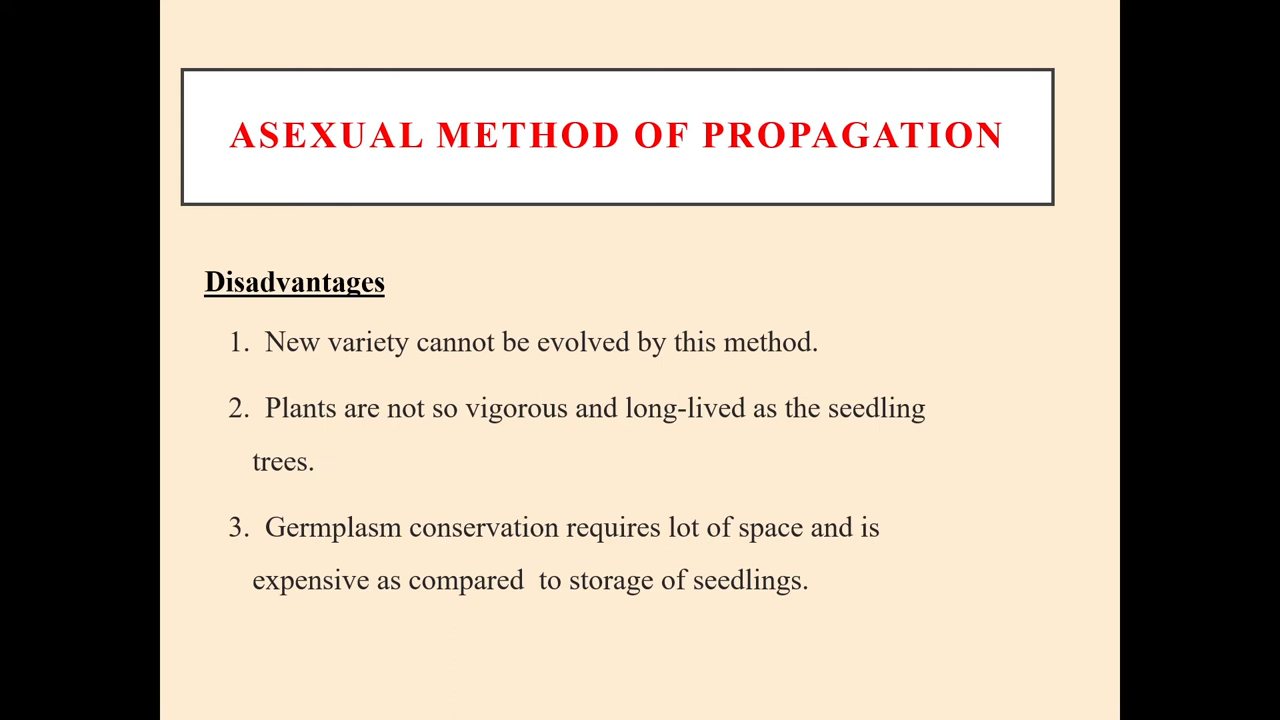 ASEXUAL METHOD OF PROPAGATION
Disadvantages
1. New variety cannot be evolved by this method.
2. Plants are not so vigorous and long-lived as the seedling
trees.
3. Germplasm conservation requires lot of space and is
expensive as compared  to storage of seedlings.